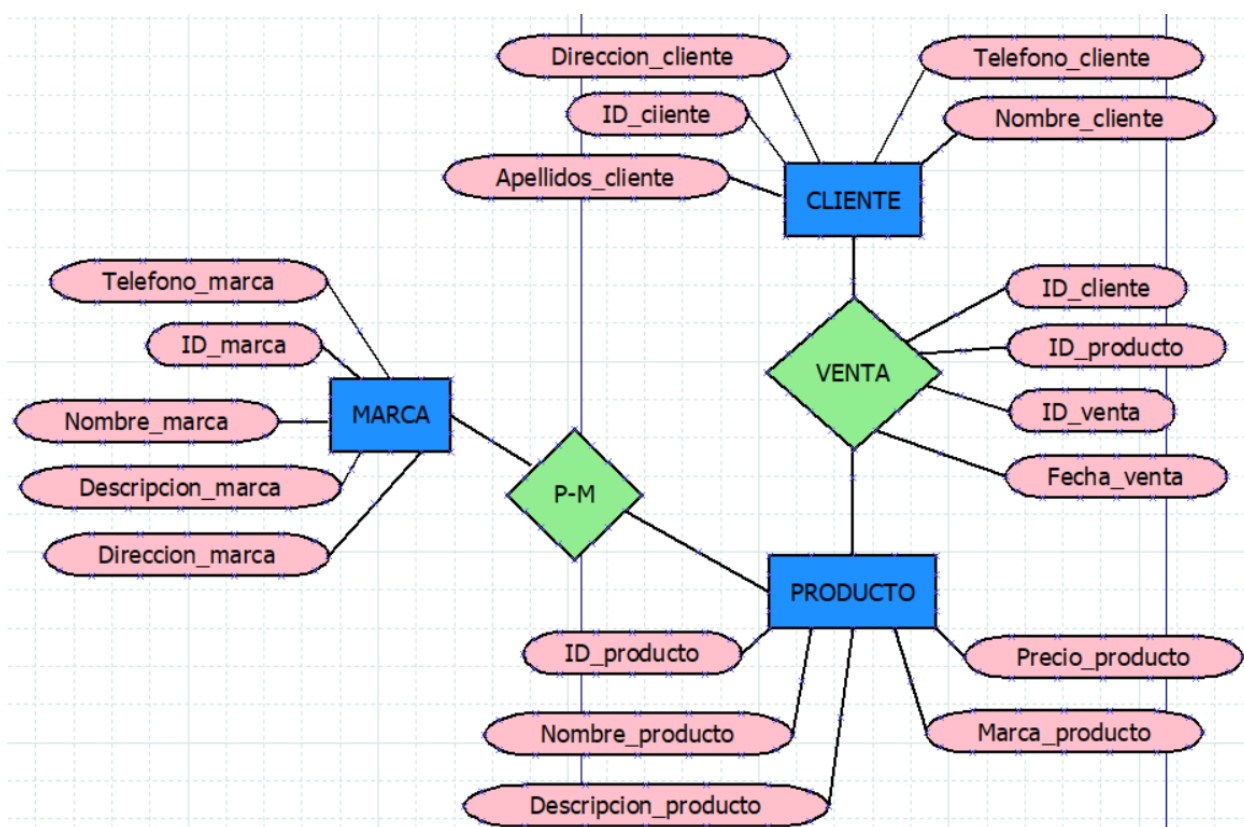 Direccion_cliente
Telefono_cliente
ID_ciiente
Nombre_cliente
Apellidos_cliente
CLIENTE
Telefono_marca
ID_cliente
ID_marca
ID_producto
VENTA
Nombre_marca
MARCA
ID_venta
Descripcion_marca
P-M
Fecha_venta
Direccion_marca
PRODUCTO
ID_producto
Precio_producto
Nombre_producto
Marca_producto
Descripcion_producto